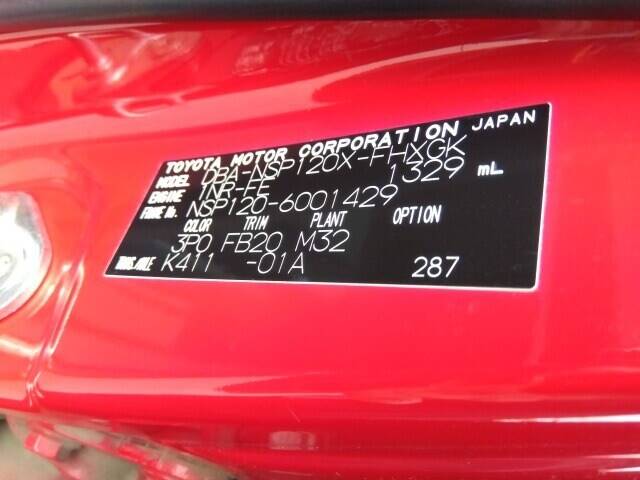 TOYOTA MOTOR CORPORATION JAPAN
MODEL DBA-NSP120X-FHXGK
ENGINE 1NR-FE 1329 mL
FRAME No. NSP120-6001429
COLOR TRIM PLANT OPTION
3P0 FB20 M32
TRANS.AXLE K411 -01A 287